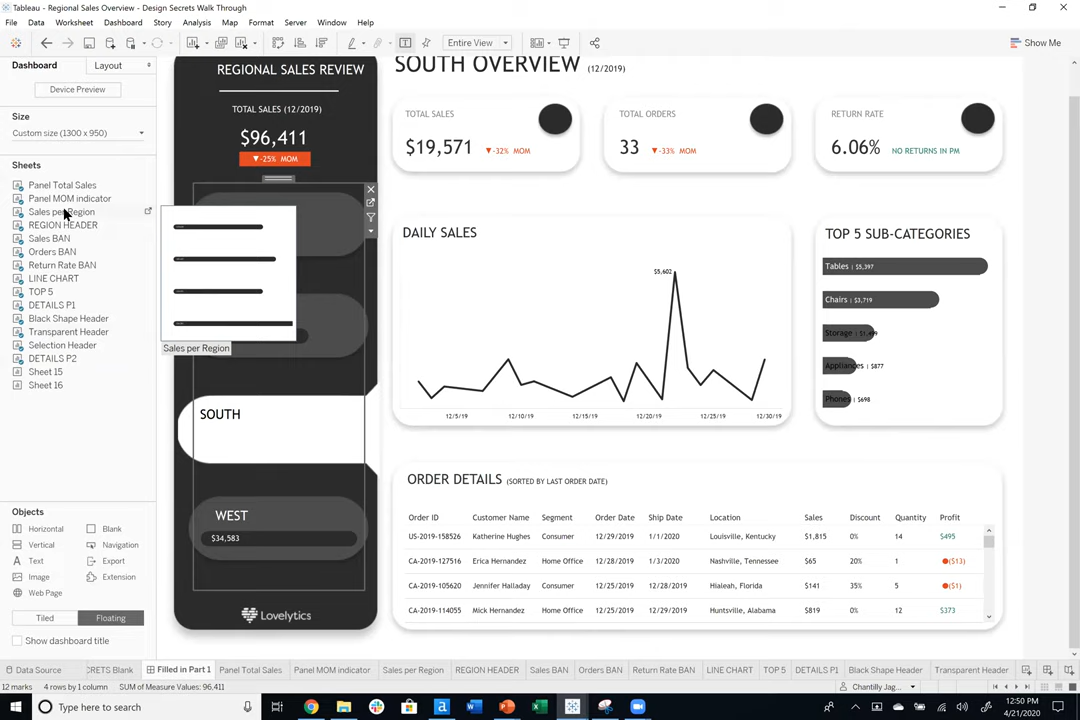 Tableau - Regional Sales Overview - Design Secrets Walk Through
File Data Worksheet Dashboard Story Analysis Map Format Server Window Help
Entire View Show Me
Dashboard Layout
Device Preview
Size
Custom size (1300 x 950)
Sheets
Panel Total Sales
Panel MOM indicator
Sales per Region
REGION HEADER
Sales BAN
Orders BAN
Return Rate BAN
LINE CHART
TOP 5
DETAILS P1
Black Shape Header
Transparent Header
Selection Header
DETAILS P2
Sheet 15
Sheet 16
Objects
Horizontal Blank
Vertical Navigation
Text Export
Image Extension
Web Page
Tiled Floating
Show dashboard title
Sales per Region
REGIONAL SALES REVIEW
TOTAL SALES (12/2019)
$96,411
▼-25% MOM
SOUTH
WEST
$34,583
Lovelytics
SOUTH OVERVIEW (12/2019)
TOTAL SALES
$19,571 ▼-32% MOM
TOTAL ORDERS
33 ▼-33% MOM
RETURN RATE
6.06% NO RETURNS IN PM
DAILY SALES
$5,602
12/5/19 12/10/19 12/15/19 12/20/19 12/25/19 12/30/19
TOP 5 SUB-CATEGORIES
Tables | $5,397
Chairs | $3,719
Storage |
Appliances | $877
Phones | $698
ORDER DETAILS (SORTED BY LAST ORDER DATE)
Order ID Customer Name Segment Order Date Ship Date Location Sales Discount Quantity Profit
US-2019-158526 Katherine Hughes Consumer 12/29/2019 1/1/2020 Louisville, Kentucky $1,815 0% 14 $495
CA-2019-127516 Erica Hernandez Home Office 12/28/2019 1/3/2020 Nashville, Tennessee $65 20% 1 ($13)
CA-2019-105620 Jennifer Halladay Consumer 12/25/2019 12/28/2019 Hialeah, Florida $141 35% 5 ($1)
CA-2019-114055 Mick Hernandez Home Office 12/25/2019 12/29/2019 Huntsville, Alabama $819 0% 12 $373
Data Source CRETS Blank Filled in Part 1 Panel Total Sales Panel MOM indicator Sales per Region REGION HEADER Sales BAN Orders BAN Return Rate BAN LINE CHART TOP 5 DETAILS P1 Black Shape Header Transparent Header
12 marks 4 rows by 1 column SUM of Measure Values: 96,411 Chantilly Jag...
Type here to search
12:50 PM
4/21/2020